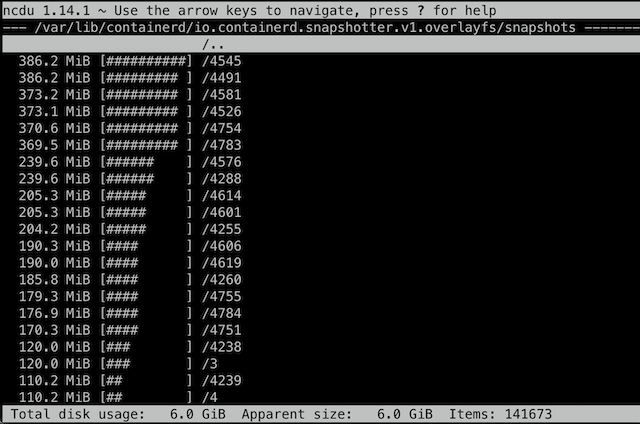 ncdu 1.14.1 ~ Use the arrow keys to navigate, press ? for help
--- /var/lib/containerd/io.containerd.snapshotter.v1.overlayfs/snapshots -------
/..
386.2 MiB [##########] /4545
386.2 MiB [######### ] /4491
373.2 MiB [######### ] /4581
373.1 MiB [######### ] /4526
370.6 MiB [######### ] /4754
369.5 MiB [######### ] /4783
239.6 MiB [######    ] /4576
239.6 MiB [######    ] /4288
205.3 MiB [#####     ] /4614
205.3 MiB [#####     ] /4601
204.2 MiB [#####     ] /4255
190.3 MiB [####      ] /4606
190.0 MiB [####      ] /4619
185.8 MiB [####      ] /4260
179.3 MiB [####      ] /4755
176.9 MiB [####      ] /4784
170.3 MiB [####      ] /4751
120.0 MiB [###       ] /4238
120.0 MiB [###       ] /3
110.2 MiB [##        ] /4239
110.2 MiB [##        ] /4
Total disk usage:   6.0 GiB  Apparent size:   6.0 GiB  Items: 141673